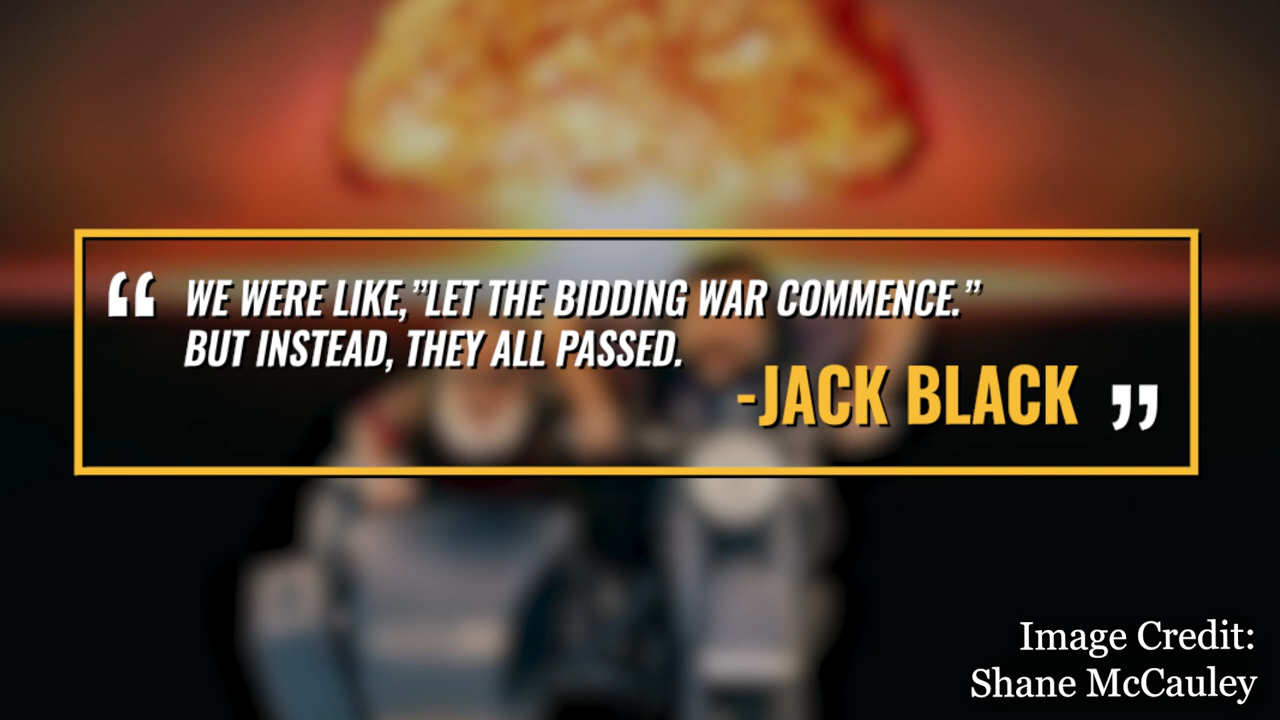 “ WE WERE LIKE,”LET THE BIDDING WAR COMMENCE.”
BUT INSTEAD, THEY ALL PASSED.
-JACK BLACK ”
Image Credit:
Shane McCauley